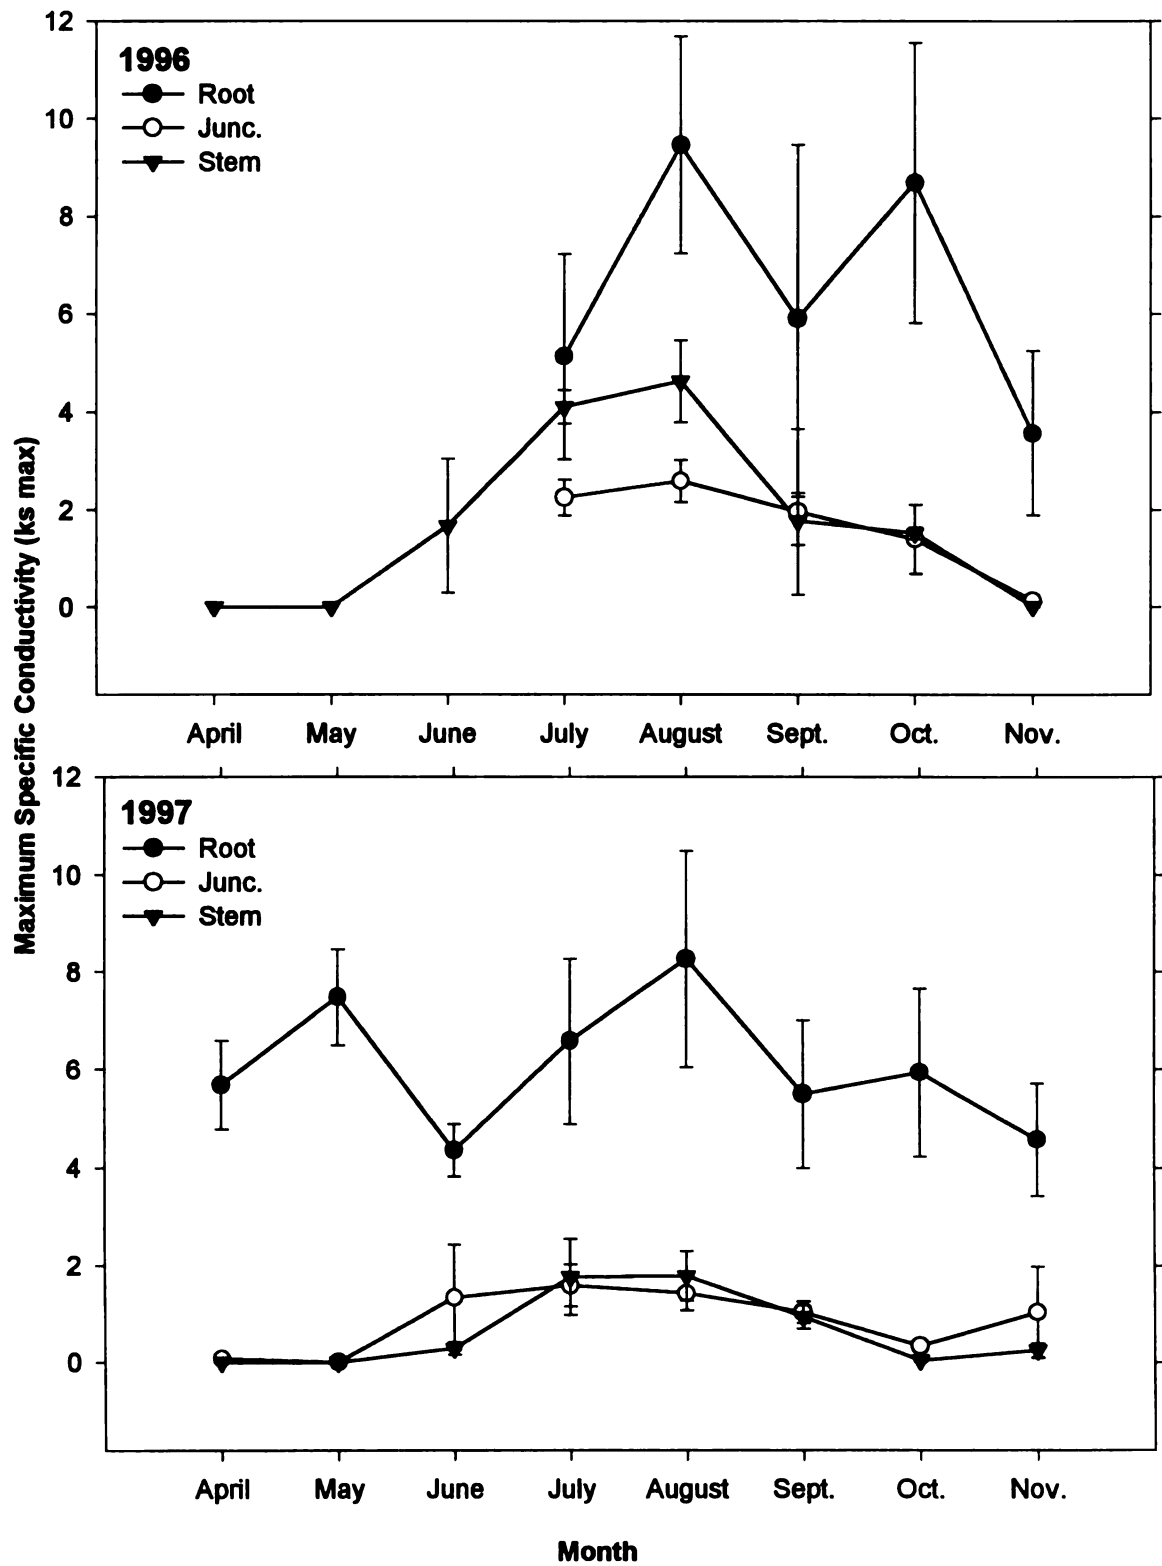 Maximum Specific Conductivity (ks max)
12
10
8
6
4
2
0
1996
Root
Junc.
Stem
April May June July August Sept. Oct. Nov.
12
10
8
6
4
2
0
1997
Root
Junc.
Stem
April May June July August Sept. Oct. Nov.
Month